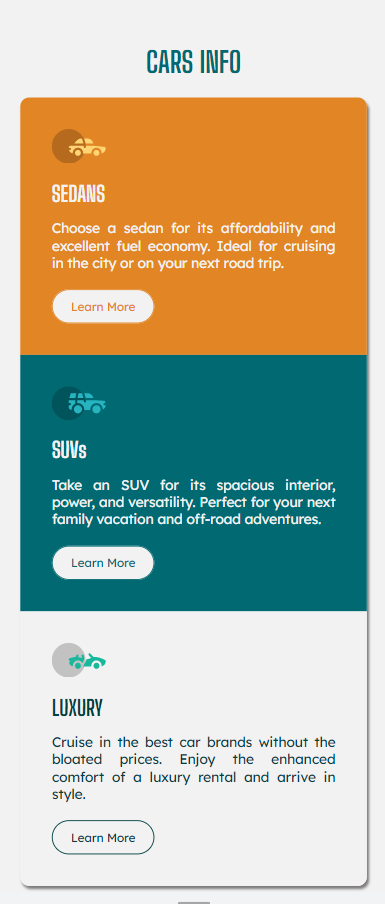 CARS INFO
SEDANS
Choose a sedan for its affordability and
excellent fuel economy. Ideal for cruising
in the city or on your next road trip.
Learn More
SUVs
Take an SUV for its spacious interior,
power, and versatility. Perfect for your next
family vacation and off-road adventures.
Learn More
LUXURY
Cruise in the best car brands without the
bloated prices. Enjoy the enhanced
comfort of a luxury rental and arrive in
style.
Learn More